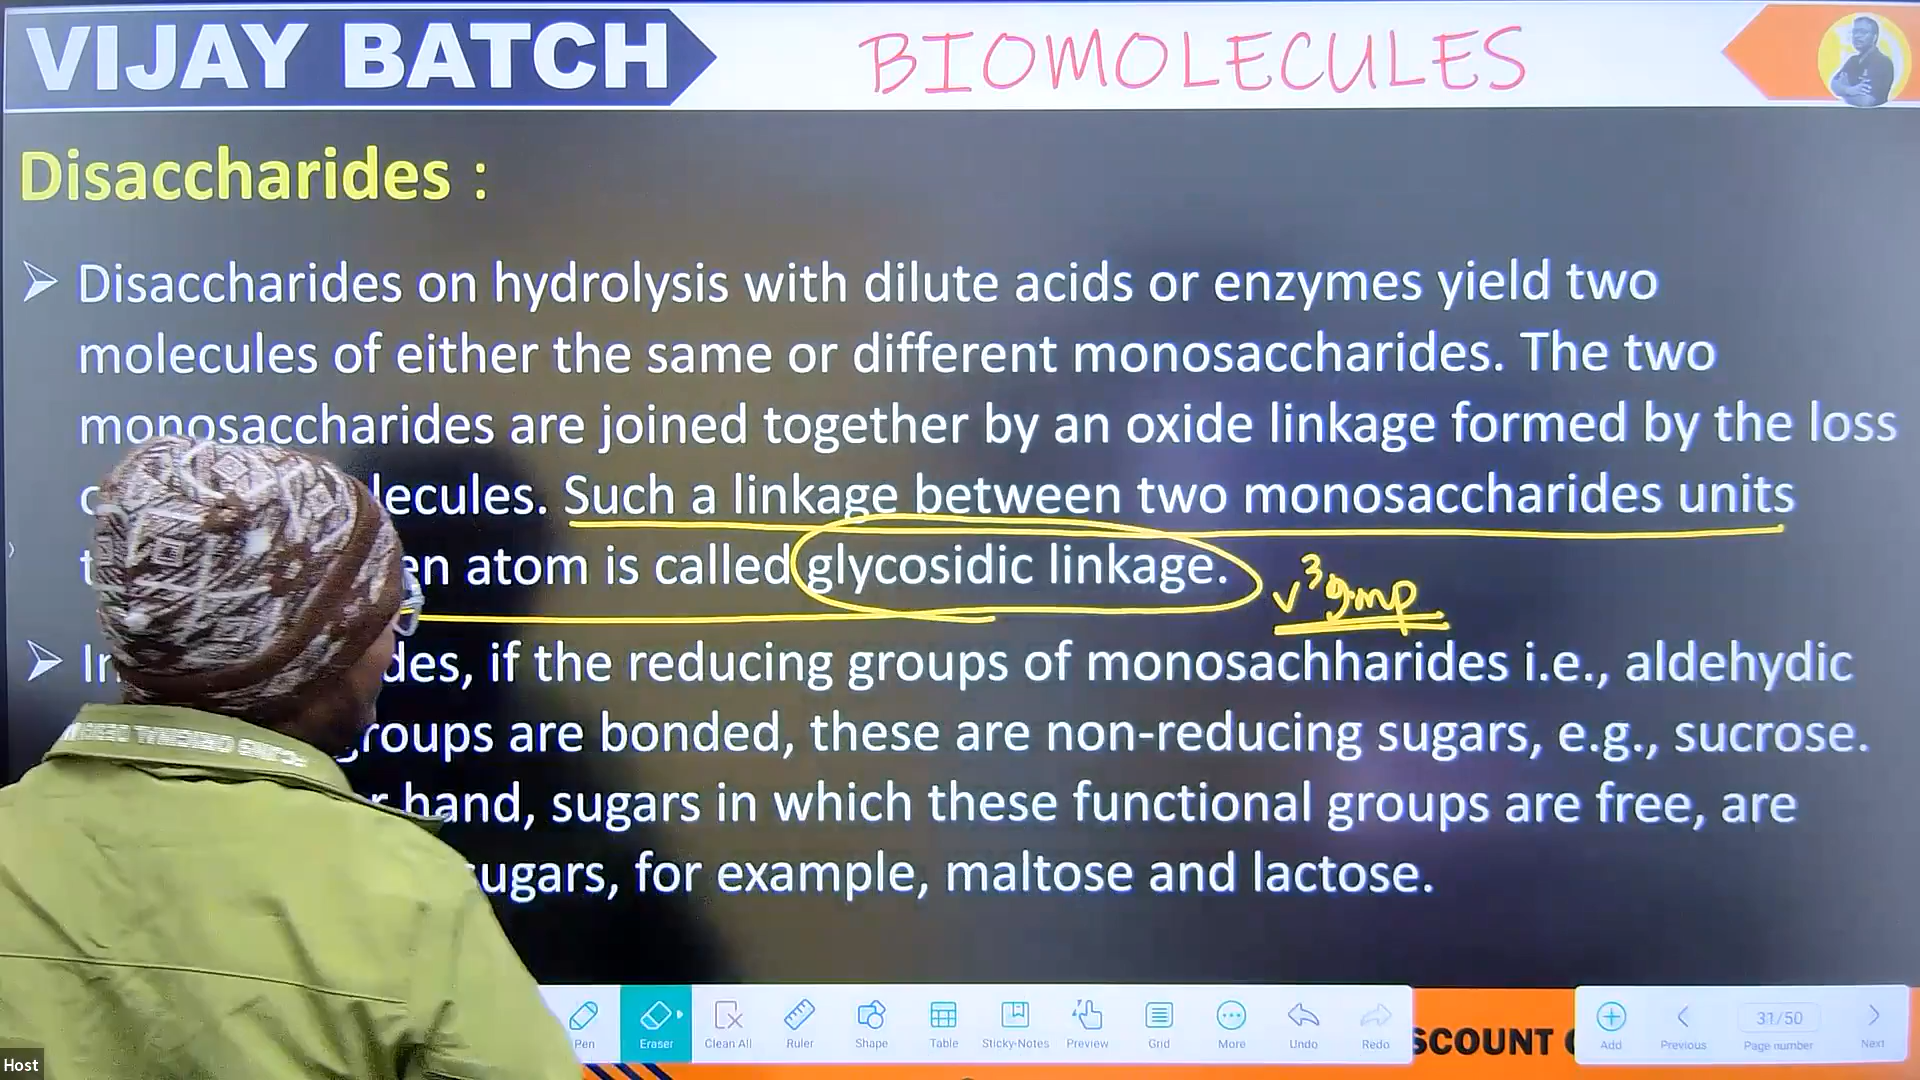 VIJAY BATCH
BIOMOLECULES
Disaccharides :
➢ Disaccharides on hydrolysis with dilute acids or enzymes yield two
molecules of either the same or different monosaccharides. The two
monosaccharides are joined together by an oxide linkage formed by the loss
lecules. Such a linkage between two monosaccharides units
en atom is called glycosidic linkage.
v³gmp
➢ In des, if the reducing groups of monosachharides i.e., aldehydic
groups are bonded, these are non-reducing sugars, e.g., sucrose.
r hand, sugars in which these functional groups are free, are
sugars, for example, maltose and lactose.
Pen Eraser Clean All Ruler Shape Table Sticky-Notes Preview Grid More Undo Redo
SCOUNT
Add Previous 31/50 Page number Next
Host